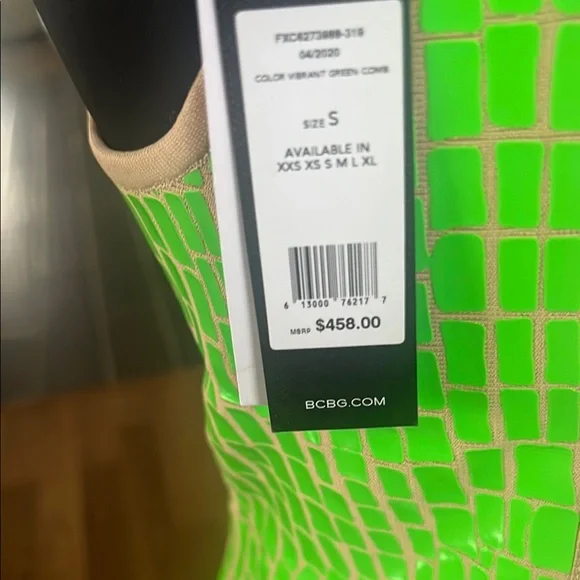 FXC6273989-319
04/2020
COLOR VIBRANT GREEN COMB
SIZE S
AVAILABLE IN
XXS XS S M L XL
6 13000 76217 7
MSRP $458.00
BCBG.COM